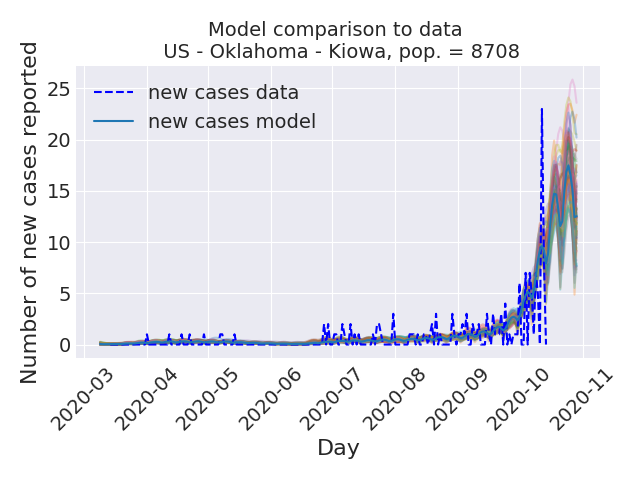 Model comparison to data
US - Oklahoma - Kiowa, pop. = 8708
Number of new cases reported
25
20
15
10
5
0
new cases data
new cases model
2020-03
2020-04
2020-05
2020-06
2020-07
2020-08
2020-09
2020-10
2020-11
Day